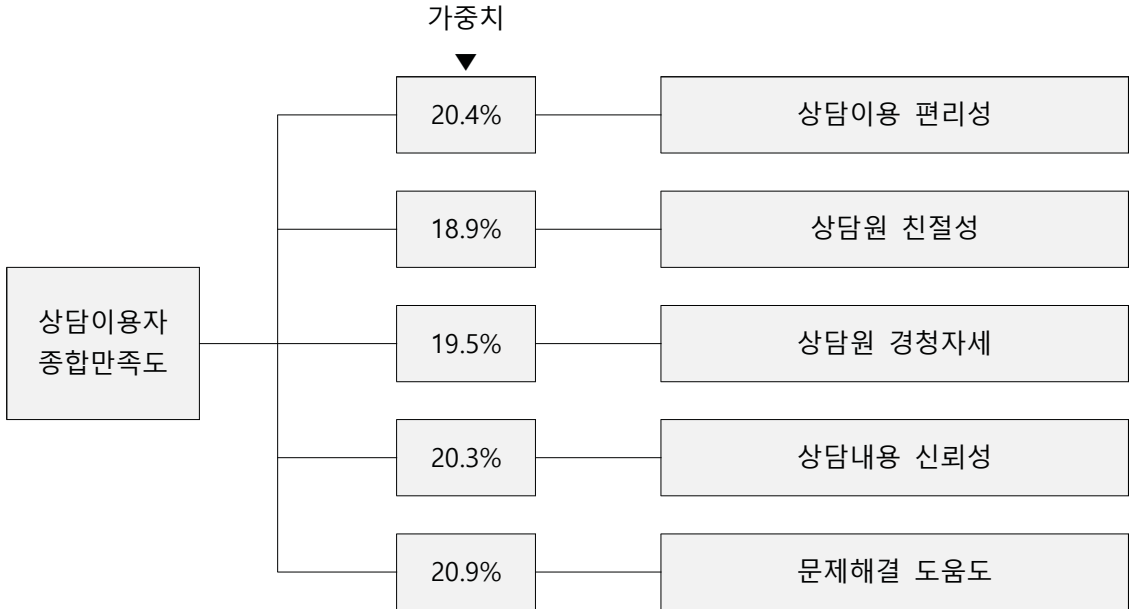 가중치
▼
20.4%
상담이용 편리성
18.9%
상담원 친절성
상담이용자
종합만족도
19.5%
상담원 경청자세
20.3%
상담내용 신뢰성
20.9%
문제해결 도움도